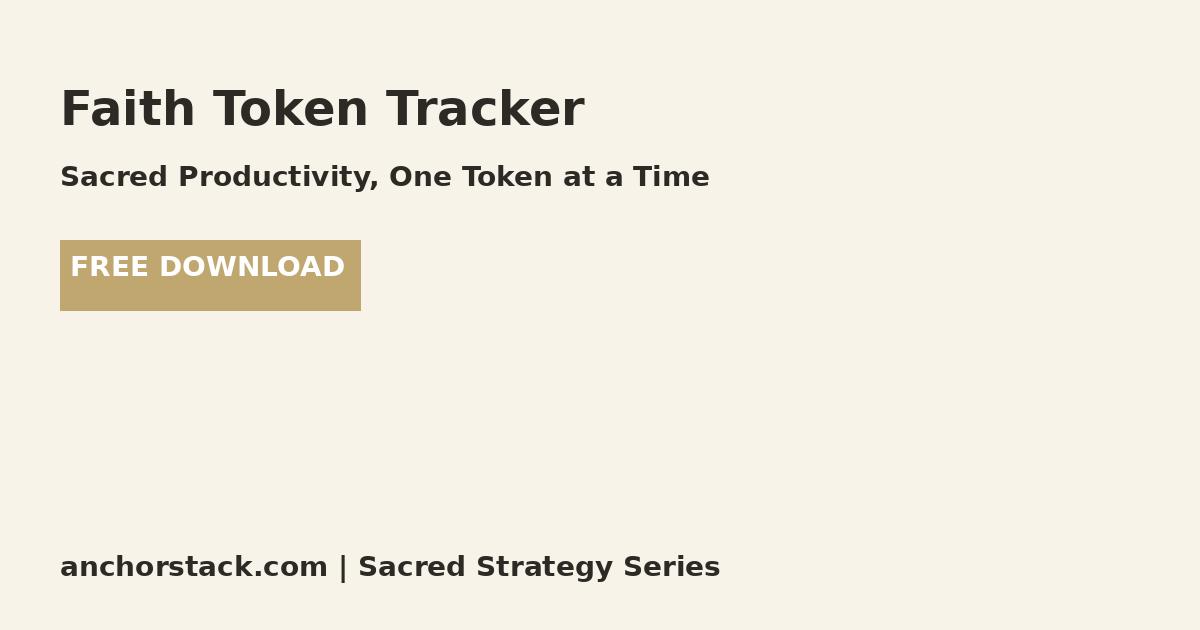 Faith Token Tracker
Sacred Productivity, One Token at a Time
FREE DOWNLOAD
anchorstack.com | Sacred Strategy Series